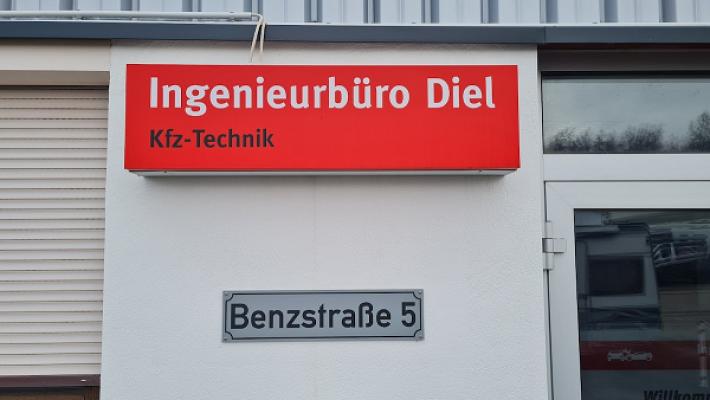 Ingenieurbüro Diel
Kfz-Technik
Benzstraße 5